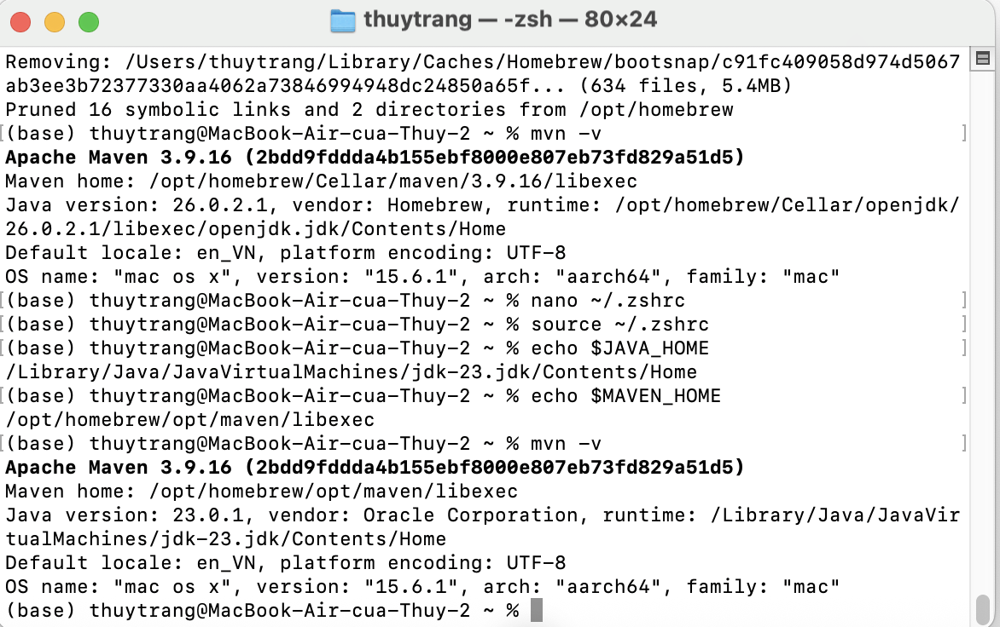 thuytrang — -zsh — 80×24
Removing: /Users/thuytrang/Library/Caches/Homebrew/bootsnap/c91fc409058d974d5067
ab3ee3b72377330aa4062a73846994948dc24850a65f... (634 files, 5.4MB)
Pruned 16 symbolic links and 2 directories from /opt/homebrew
(base) thuytrang@MacBook-Air-cua-Thuy-2 ~ % mvn -v
Apache Maven 3.9.16 (2bdd9fddda4b155ebf8000e807eb73fd829a51d5)
Maven home: /opt/homebrew/Cellar/maven/3.9.16/libexec
Java version: 26.0.2.1, vendor: Homebrew, runtime: /opt/homebrew/Cellar/openjdk/
26.0.2.1/libexec/openjdk.jdk/Contents/Home
Default locale: en_VN, platform encoding: UTF-8
OS name: "mac os x", version: "15.6.1", arch: "aarch64", family: "mac"
(base) thuytrang@MacBook-Air-cua-Thuy-2 ~ % nano ~/.zshrc
(base) thuytrang@MacBook-Air-cua-Thuy-2 ~ % source ~/.zshrc
(base) thuytrang@MacBook-Air-cua-Thuy-2 ~ % echo $JAVA_HOME
/Library/Java/JavaVirtualMachines/jdk-23.jdk/Contents/Home
(base) thuytrang@MacBook-Air-cua-Thuy-2 ~ % echo $MAVEN_HOME
/opt/homebrew/opt/maven/libexec
(base) thuytrang@MacBook-Air-cua-Thuy-2 ~ % mvn -v
Apache Maven 3.9.16 (2bdd9fddda4b155ebf8000e807eb73fd829a51d5)
Maven home: /opt/homebrew/opt/maven/libexec
Java version: 23.0.1, vendor: Oracle Corporation, runtime: /Library/Java/JavaVir
tualMachines/jdk-23.jdk/Contents/Home
Default locale: en_VN, platform encoding: UTF-8
OS name: "mac os x", version: "15.6.1", arch: "aarch64", family: "mac"
(base) thuytrang@MacBook-Air-cua-Thuy-2 ~ %